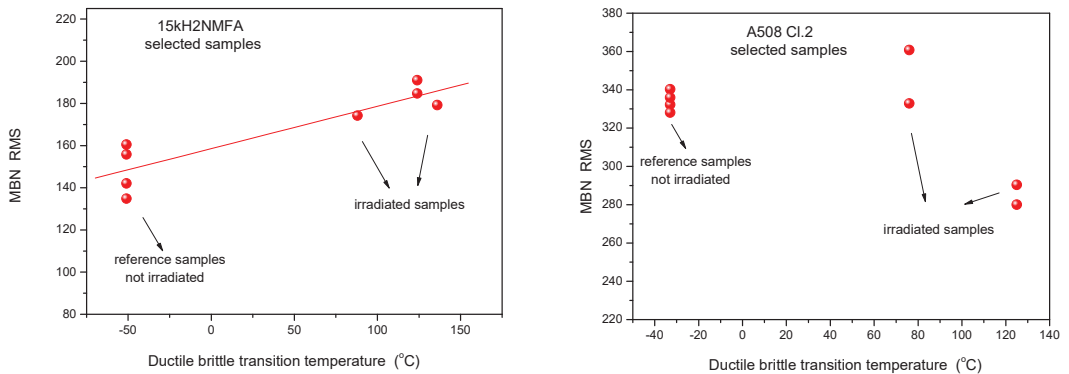 15kH2NMFA
selected samples
220
200
180
160
140
120
100
80
MBN RMS
irradiated samples
reference samples
not irradiated
-50
0
50
100
150
Ductile brittle transition temperature (°C)
A508 Cl.2
selected samples
380
360
340
320
300
280
260
240
220
MBN RMS
reference samples
not irradiated
irradiated samples
-40
-20
0
20
40
60
80
100
120
140
Ductile brittle transition temperature (°C)